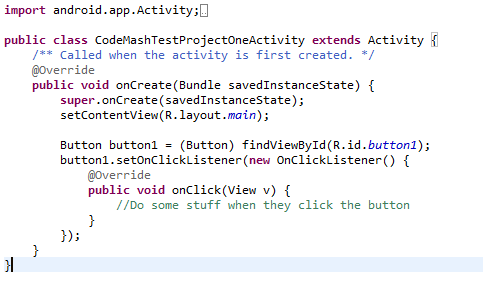 import android.app.Activity;

public class CodeMashTestProjectOneActivity extends Activity {
    /** Called when the activity is first created. */
    @Override
    public void onCreate(Bundle savedInstanceState) {
        super.onCreate(savedInstanceState);
        setContentView(R.layout.main);

        Button button1 = (Button) findViewById(R.id.button1);
        button1.setOnClickListener(new OnClickListener() {
            @Override
            public void onClick(View v) {
                //Do some stuff when they click the button
            }
        });
    }
}